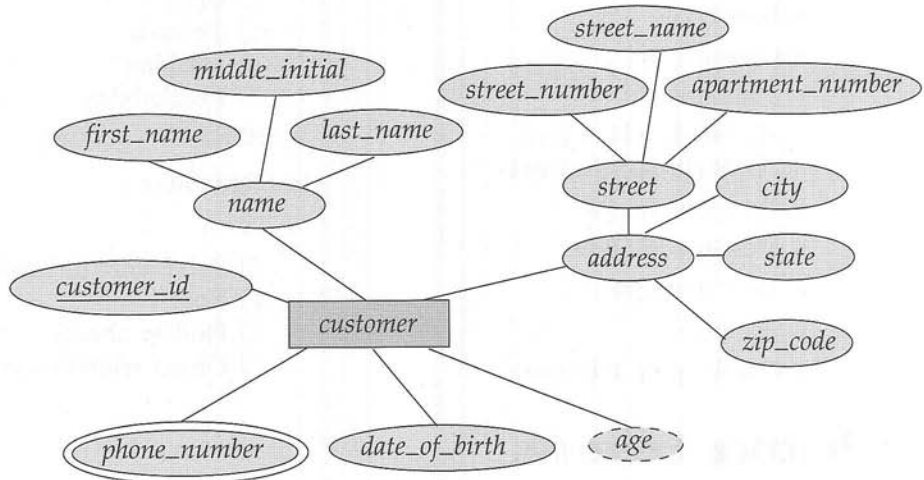 street_name
middle_initial
street_number
apartment_number
first_name
last_name
street
city
name
address
state
customer_id
customer
zip_code
phone_number
date_of_birth
age